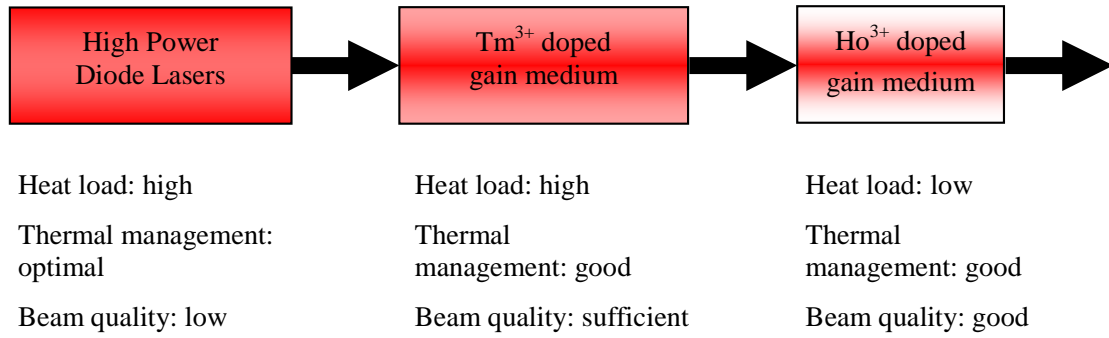 High Power
Diode Lasers
Tm³⁺ doped
gain medium
Ho³⁺ doped
gain medium
Heat load: high
Thermal management:
optimal
Beam quality: low
Heat load: high
Thermal
management: good
Beam quality: sufficient
Heat load: low
Thermal
management: good
Beam quality: good